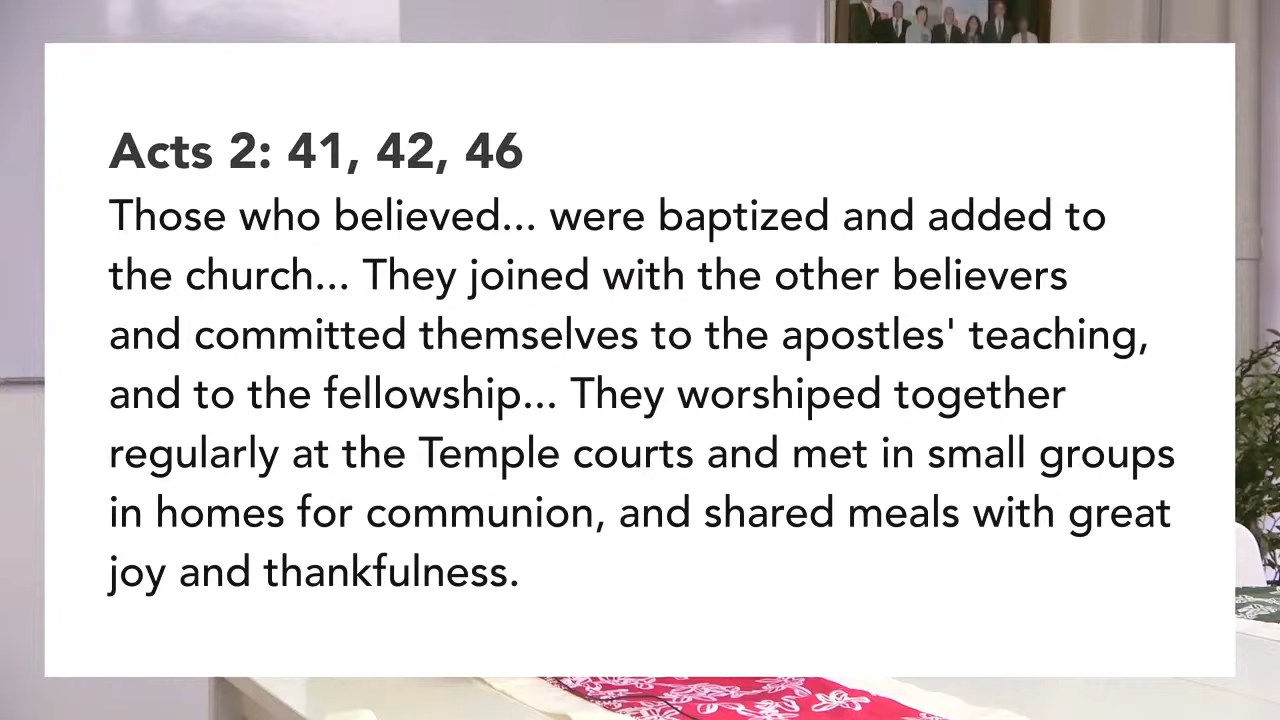 Acts 2: 41, 42, 46
Those who believed... were baptized and added to
the church... They joined with the other believers
and committed themselves to the apostles' teaching,
and to the fellowship... They worshiped together
regularly at the Temple courts and met in small groups
in homes for communion, and shared meals with great
joy and thankfulness.